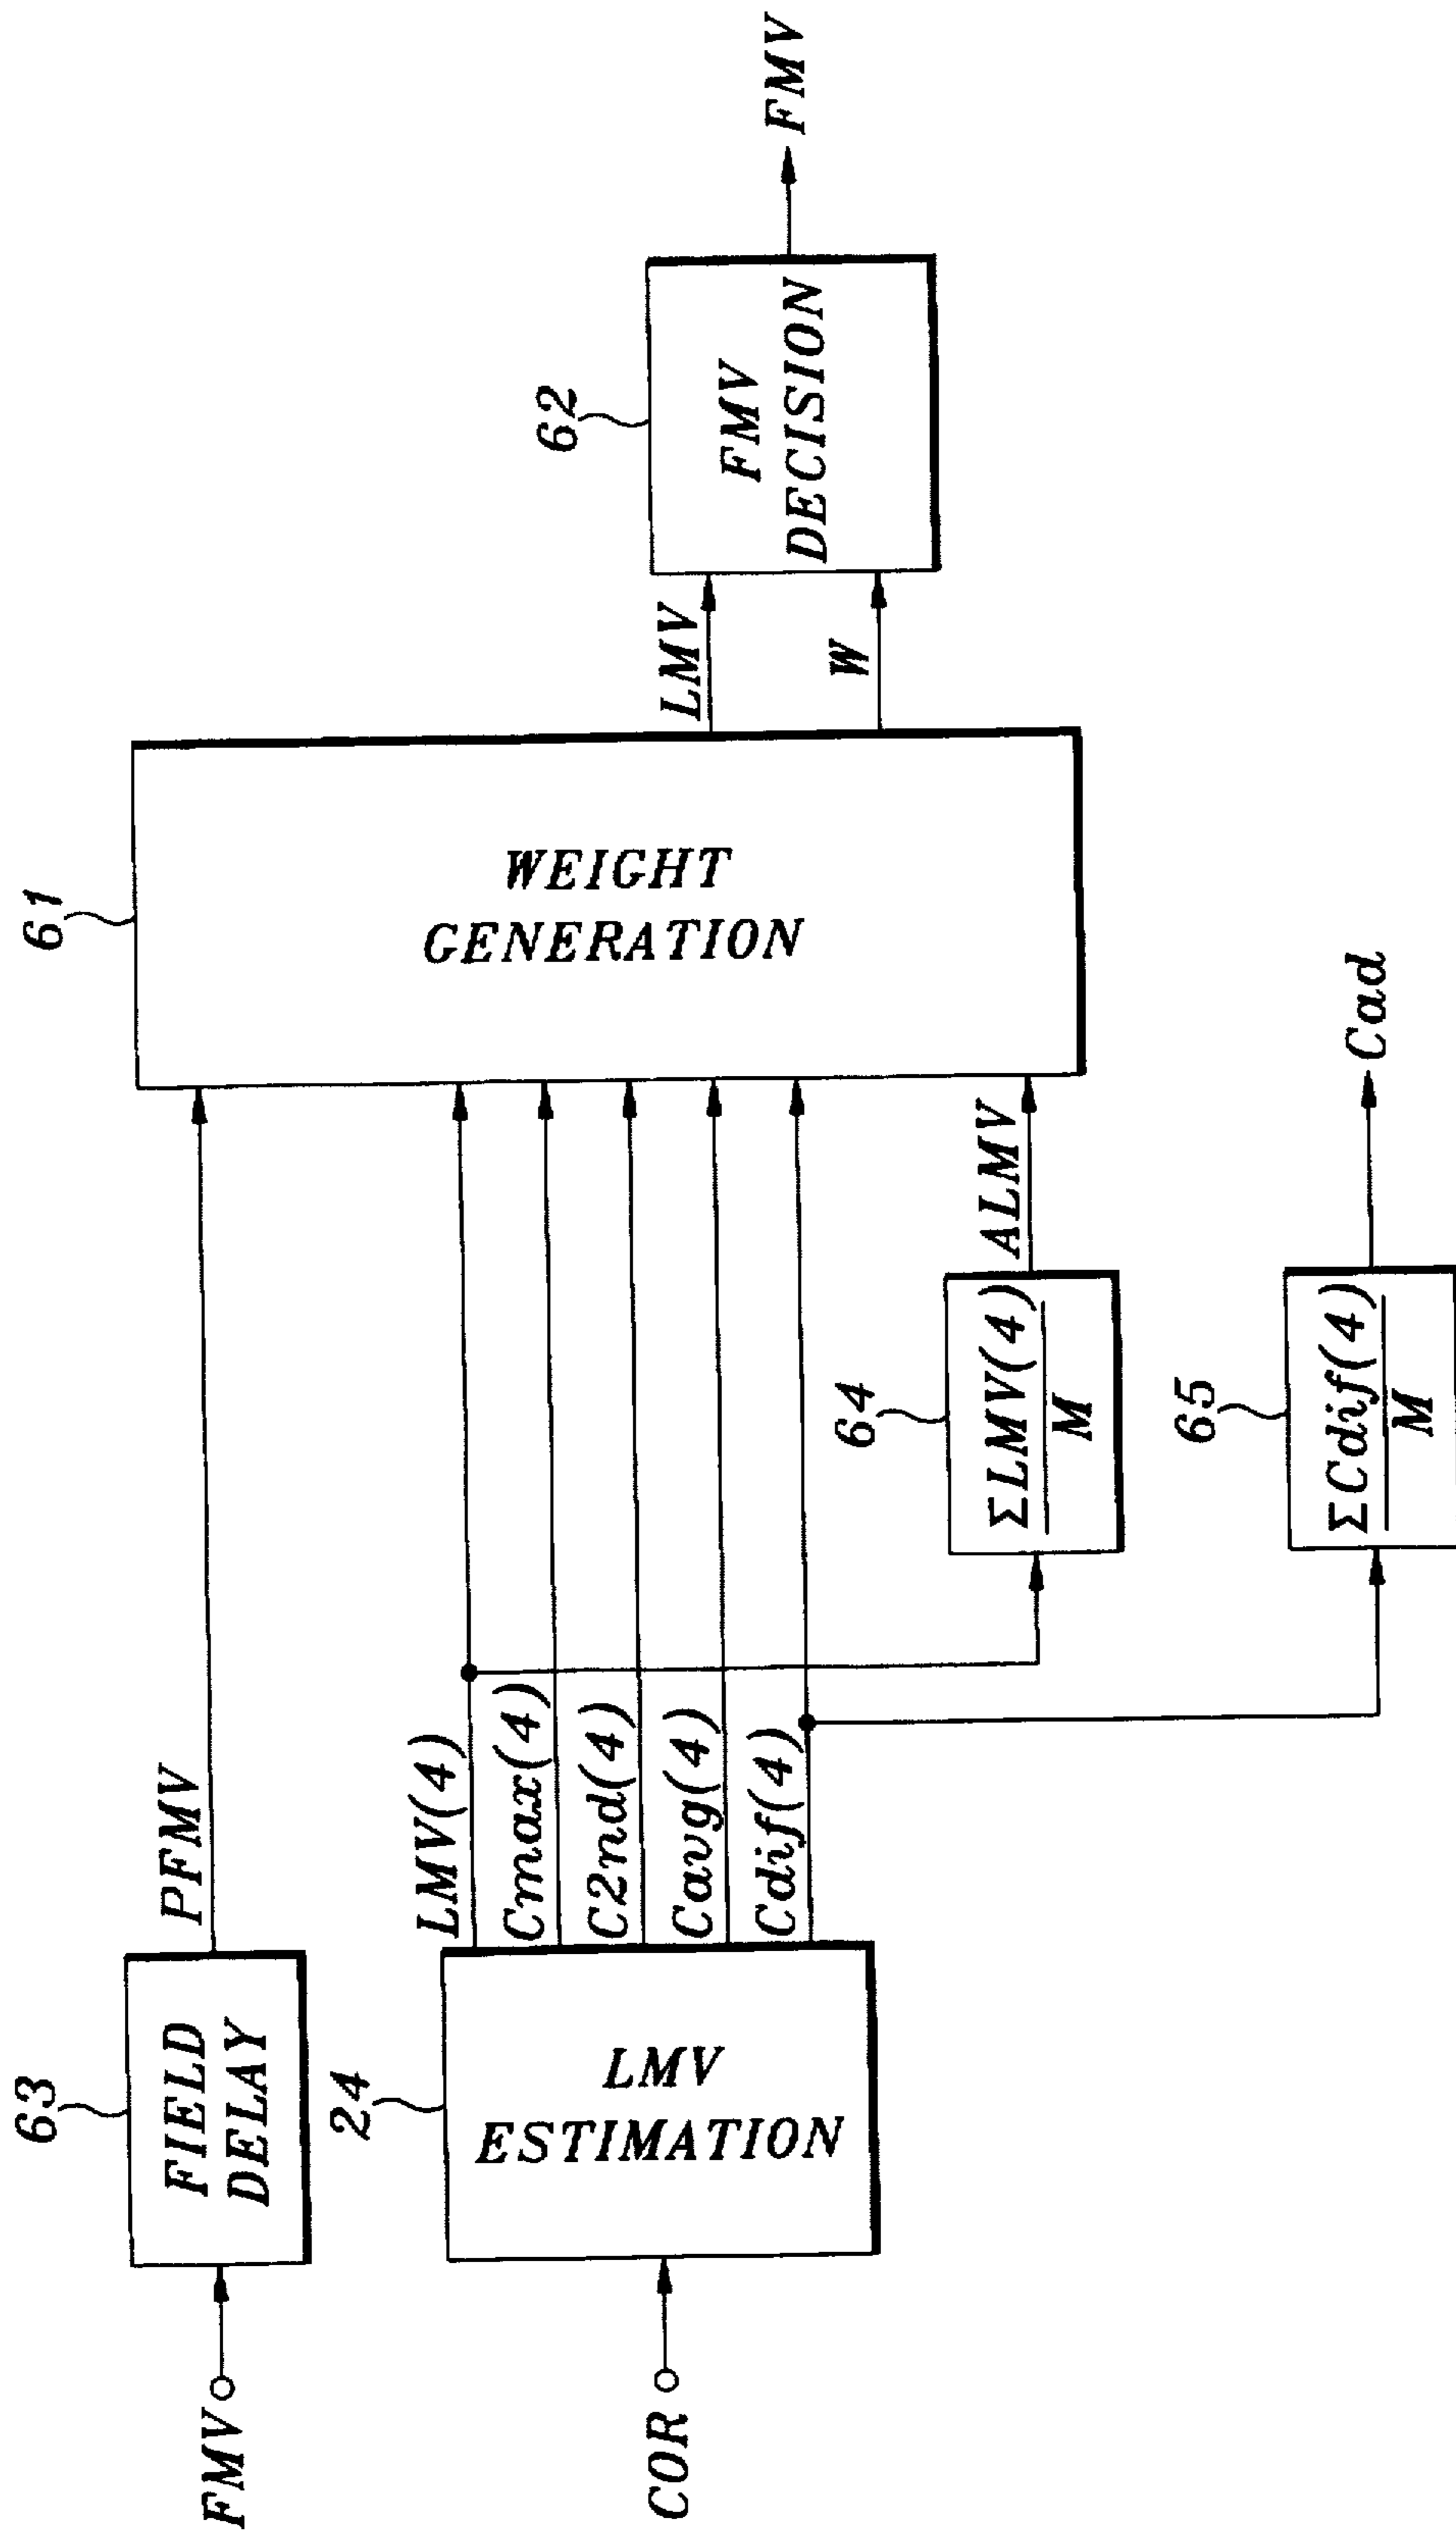 FMV
63
FIELD
DELAY
PFMV
COR
24
LMV
ESTIMATION
LMV(4)
Cmax(4)
C2nd(4)
Cavg(4)
Cdif(4)
64
ΣLMV(4)
M
ALMV
65
ΣCdif(4)
M
Cad
61
WEIGHT
GENERATION
LMV
W
62
FMV
DECISION
FMV